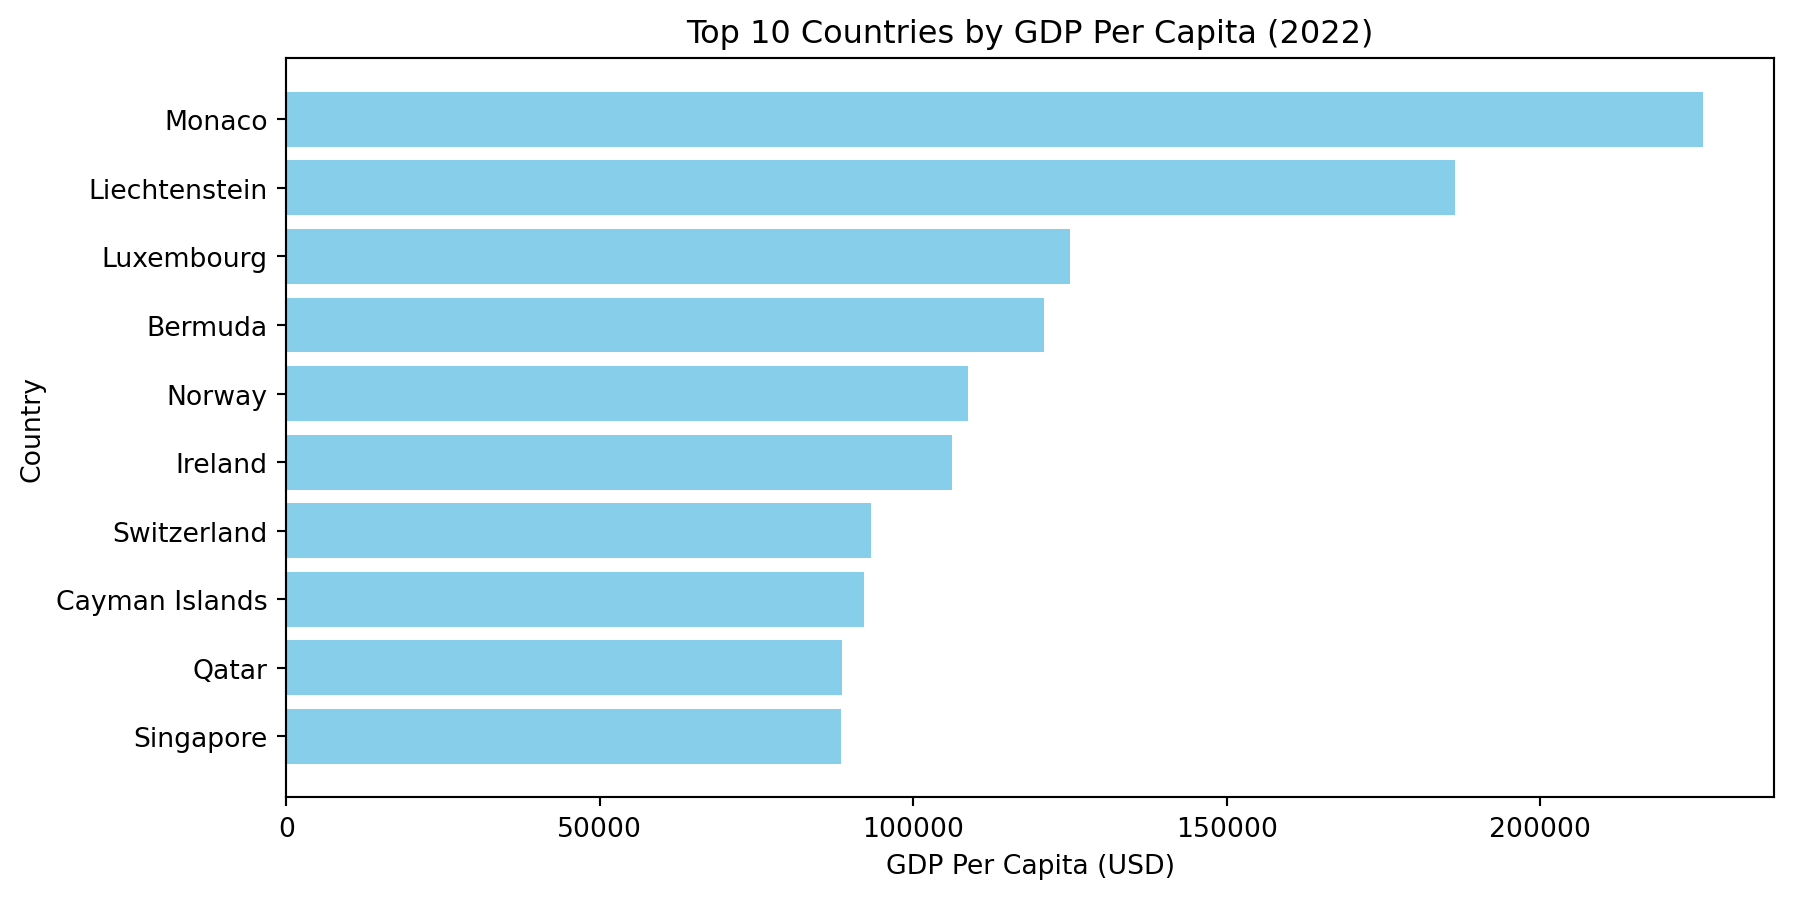 Top 10 Countries by GDP Per Capita (2022)
Country
Monaco
Liechtenstein
Luxembourg
Bermuda
Norway
Ireland
Switzerland
Cayman Islands
Qatar
Singapore
0 50000 100000 150000 200000
GDP Per Capita (USD)